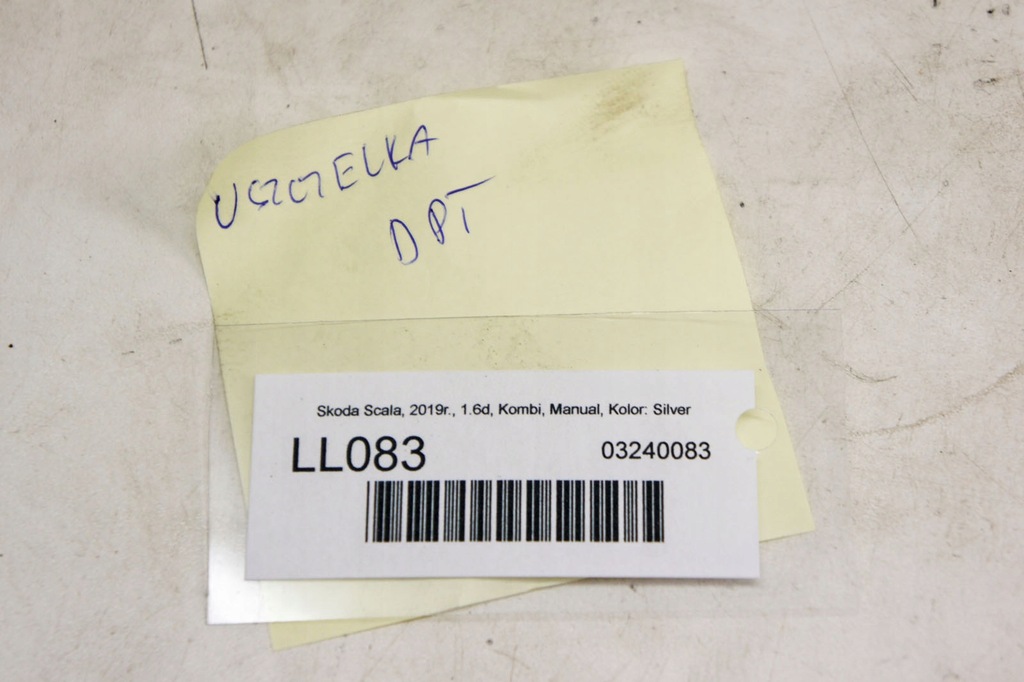 USZCZELKA
DPT
Skoda Scala, 2019r., 1.6d, Kombi, Manual, Kolor: Silver
LL083 03240083